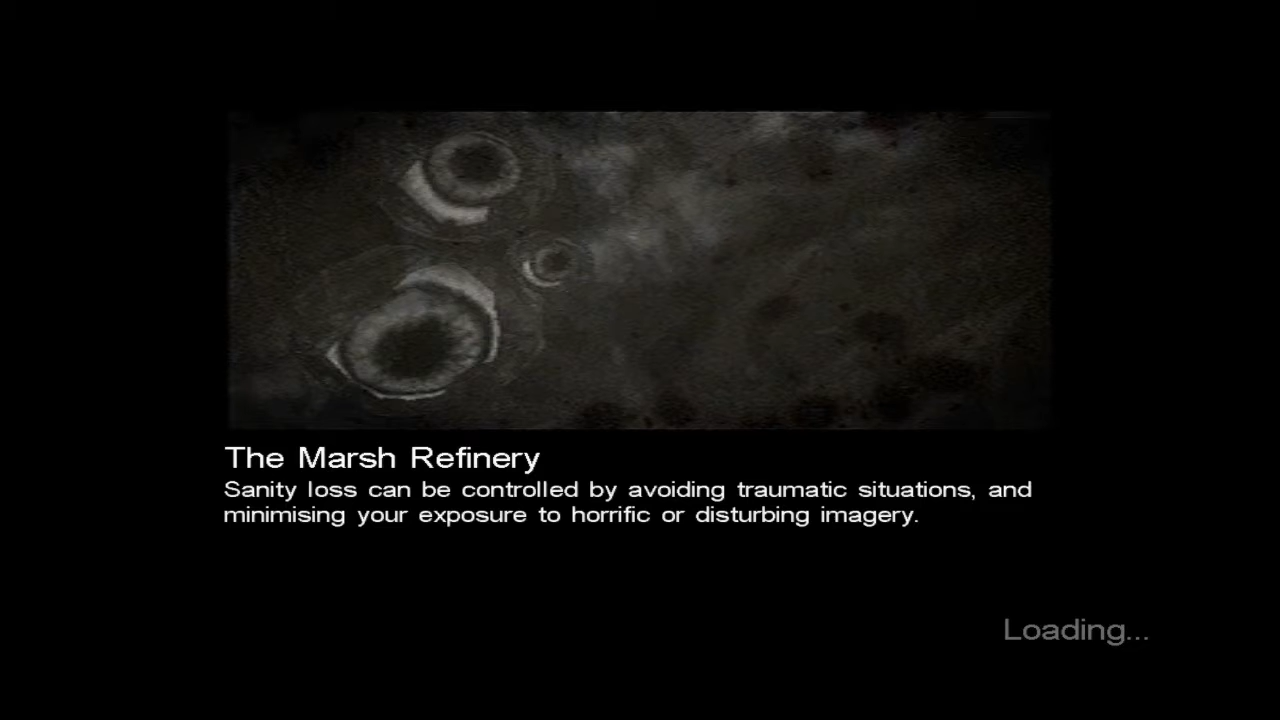 The Marsh Refinery
Sanity loss can be controlled by avoiding traumatic situations, and
minimising your exposure to horrific or disturbing imagery.
Loading...